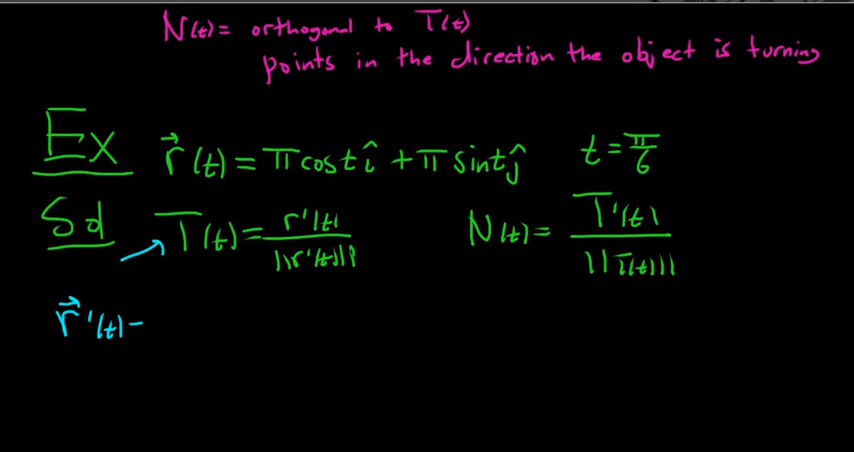 N(t) = orthogonal to T(t)
points in the direction the object is turning
Ex r⃗(t) = π cos t î + π sin t ĵ t = π/6
Sol T(t) = r'(t)/||r'(t)|| N(t) = T'(t)/||T'(t)||
r⃗'(t) =